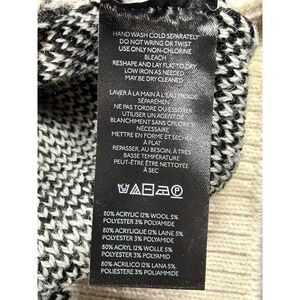 HAND WASH COLD SEPARATELY
DO NOT WRING OR TWIST
USE ONLY NON-CHLORINE
BLEACH
RESHAPE AND LAY FLAT TO DRY
LOW IRON AS NEEDED
MAY BE DRY CLEANED
LAVER À LA MAIN À L'EAU FROIDE
SÉPARÉMEN
NE PAS TORDRE OU ESSORER
UTILISER UN AGENT DE
BLANCHIMENT SANS CHLORE SI
NÉCESSAIRE
METTRE EN FORME ET SÉCHER
À PLAT
REPASSER, AU BESOIN, À TRÈS
BASSE TEMPÉRATURE
PEUT-ÊTRE NETTOYÉ
À SEC
80% ACRYLIC 12% WOOL 5%
POLYESTER 3% POLYAMIDE
80% ACRYLIQUE 12% LAINE 5%
POLYESTER 3% POLYAMIDE
80% ACRYL 12% WOLLE 5%
POLYESTER 3% POLYAMID
80% ACRILICO 12% LANA 5%
POLIESTERE 3% POLIAMMIDE